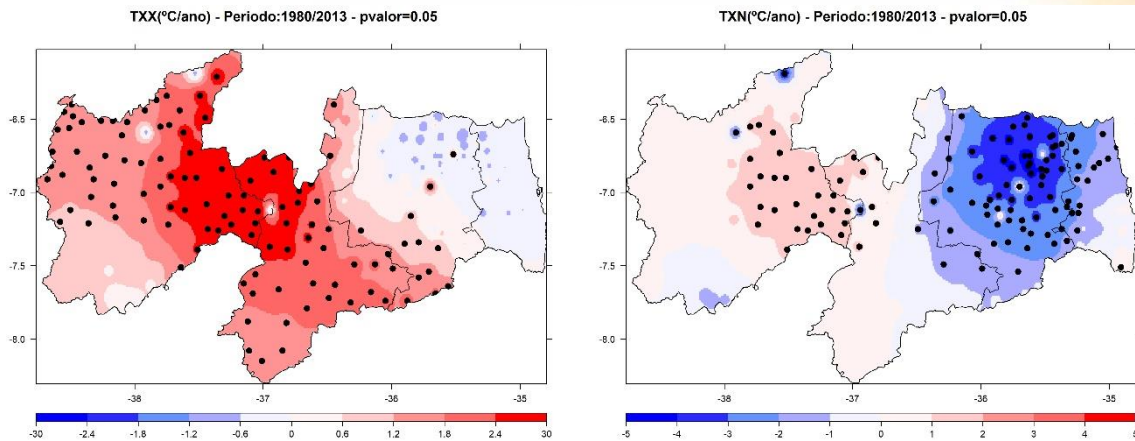 TXX(ºC/ano) - Periodo:1980/2013 - pvalor=0.05
-6.5
-7.0
-7.5
-8.0
-38 -37 -36 -35
-30 -2.4 -1.8 -1.2 -0.6 0 0.6 1.2 1.8 2.4 30
TXN(ºC/ano) - Periodo:1980/2013 - pvalor=0.05
-6.5
-7.0
-7.5
-8.0
-38 -37 -36 -35
-5 -4 -3 -2 -1 0 1 2 3 4 5